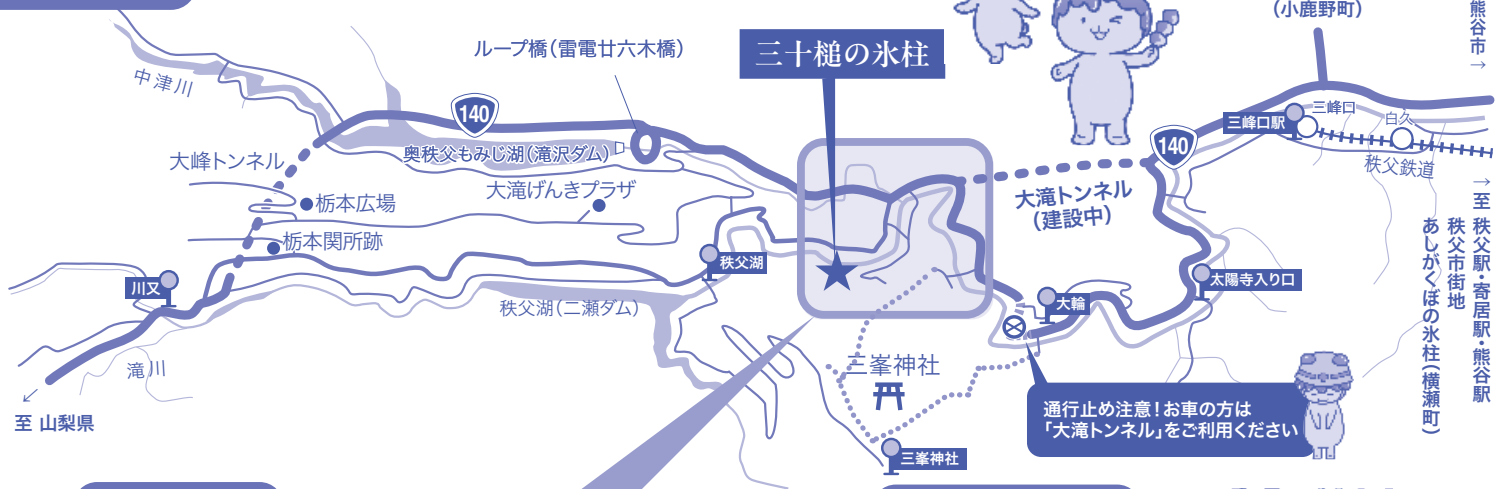 (小鹿野町)
熊谷市→
ループ橋(雷電廿六木橋)
三十槌の氷柱
中津川
140
奥秩父もみじ湖(滝沢ダム)
大峰トンネル
大滝げんきプラザ
栃本広場
栃本関所跡
140
三峰口駅
三峰口
白久
秩父鉄道
大滝トンネル
(建設中)
秩父湖
川又
秩父湖(二瀬ダム)
滝川
至 山梨県
大輪
太陽寺入り口
→至 秩父駅・寄居駅・熊谷駅
秩父市街地
あしがくぼの氷柱(横瀬町)
三峯神社
通行止め注意!お車の方は
「大滝トンネル」をご利用ください
三峯神社